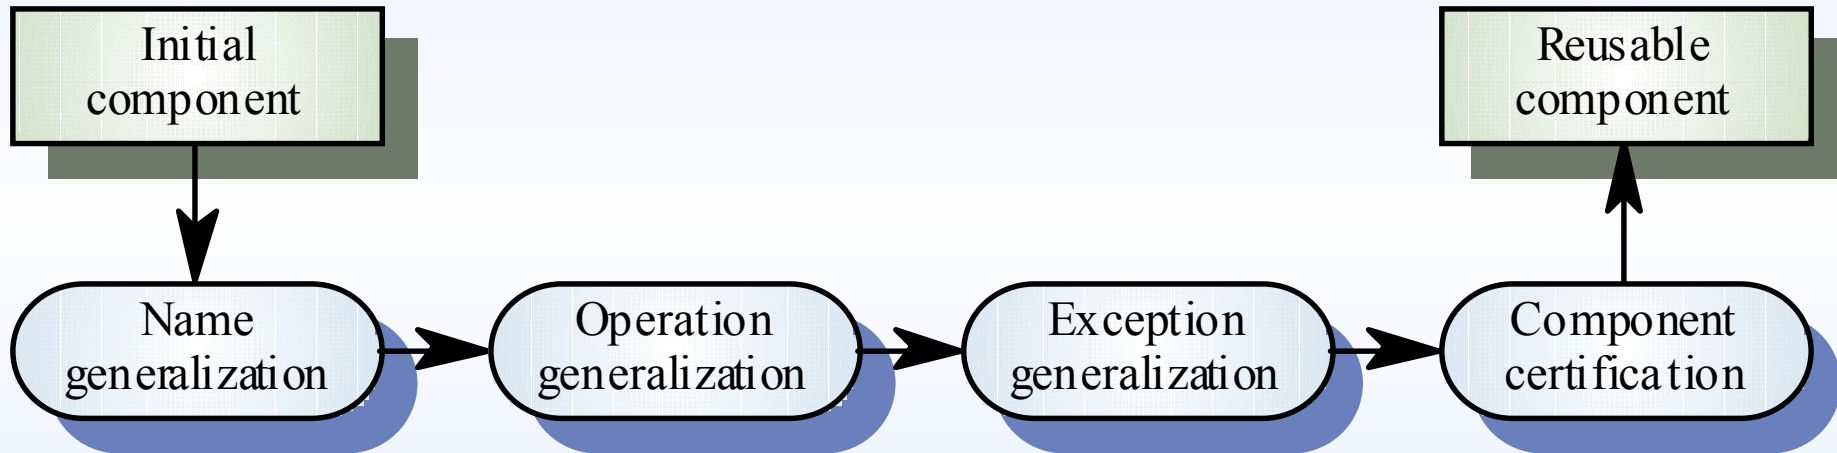 Initial
component
Reusable
component
Name
generalization
Operation
generalization
Exception
generalization
Component
certification